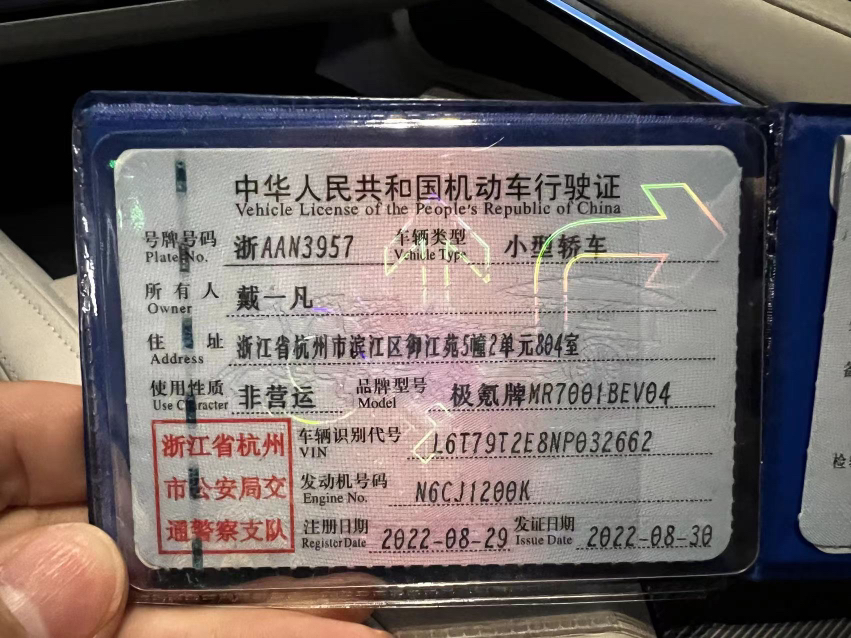 中华人民共和国机动车行驶证
Vehicle License of the People's Republic of China
号牌号码 浙AAN3957 车辆类型 小型轿车
Plate No. Vehicle Type
所有人 戴一凡
Owner
住址 浙江省杭州市滨江区御江苑5幢2单元804室
Address
使用性质 非营运 品牌型号 极氪牌MR7001BEV04
Use Character Model
浙江省杭州 车辆识别代号 L6T79T2E8NP032662
VIN
市公安局交 发动机号码 N6CJ1200K
Engine No.
通警察支队 注册日期 2022-08-29 发证日期 2022-08-30
Register Date Issue Date